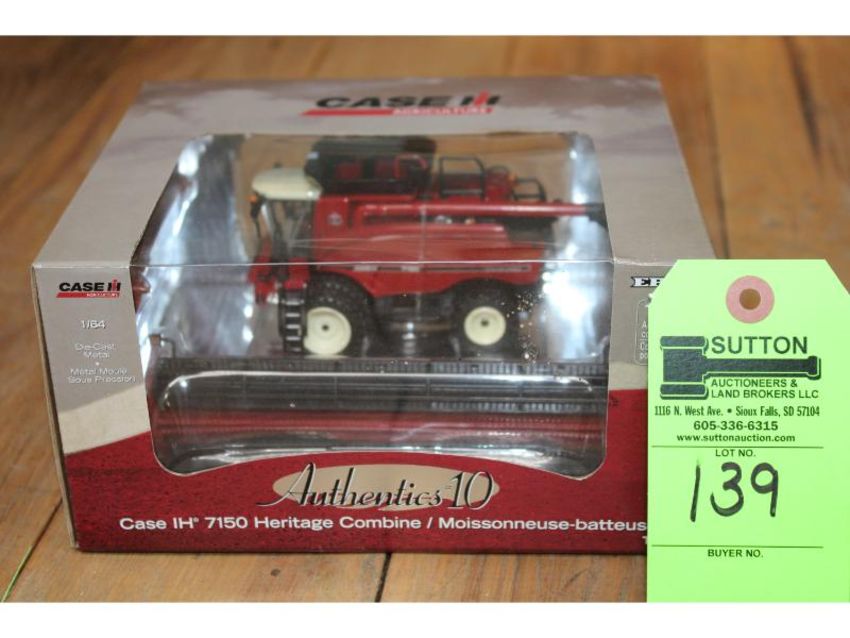 CASE IH
AGRICULTURE
CASE IH
AGRICULTURE
1/64
Die-Cast
Metal
•
Métal Moulé
Sous Pression
Authentics 10
Case IH® 7150 Heritage Combine / Moissonneuse-batteus
SUTTON
AUCTIONEERS &
LAND BROKERS LLC
1116 N. West Ave. • Sioux Falls, SD 57104
605-336-6315
www.suttonauction.com
LOT NO.
139
BUYER NO.